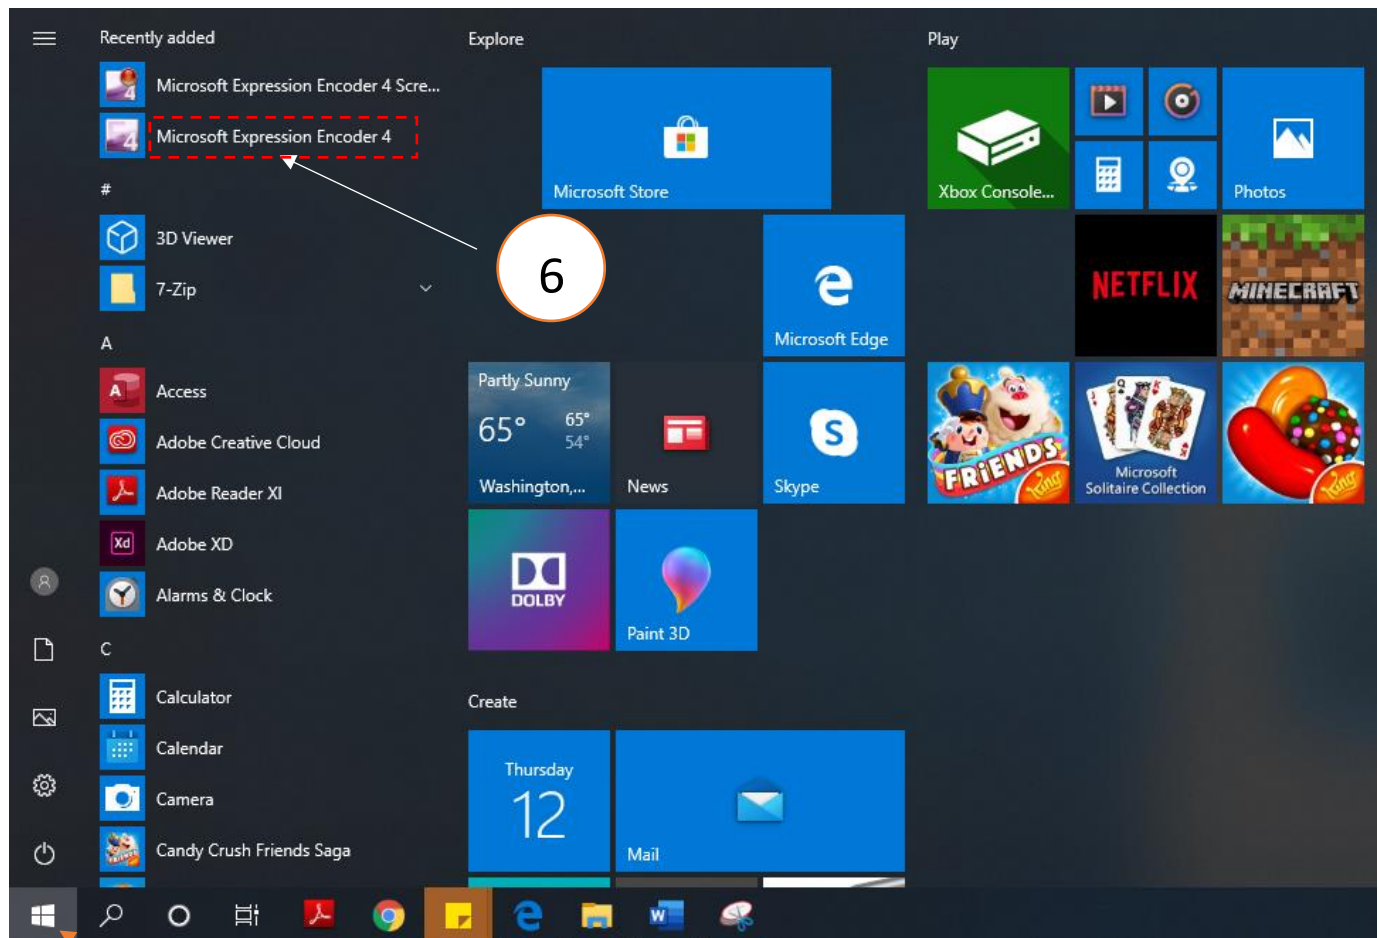 Recently added
Microsoft Expression Encoder 4 Scre...
Microsoft Expression Encoder 4
#
3D Viewer
7-Zip
A
Access
Adobe Creative Cloud
Adobe Reader XI
Adobe XD
Alarms & Clock
C
Calculator
Calendar
Camera
Candy Crush Friends Saga
6
Explore
Microsoft Store
Microsoft Edge
Partly Sunny
65° 65°
54°
Washington,...
News
Skype
DOLBY
Paint 3D
Create
Thursday
12
Mail
Play
Xbox Console...
Photos
NETFLIX
MINECRAFT
FRIENDS
King
Microsoft
Solitaire Collection
King